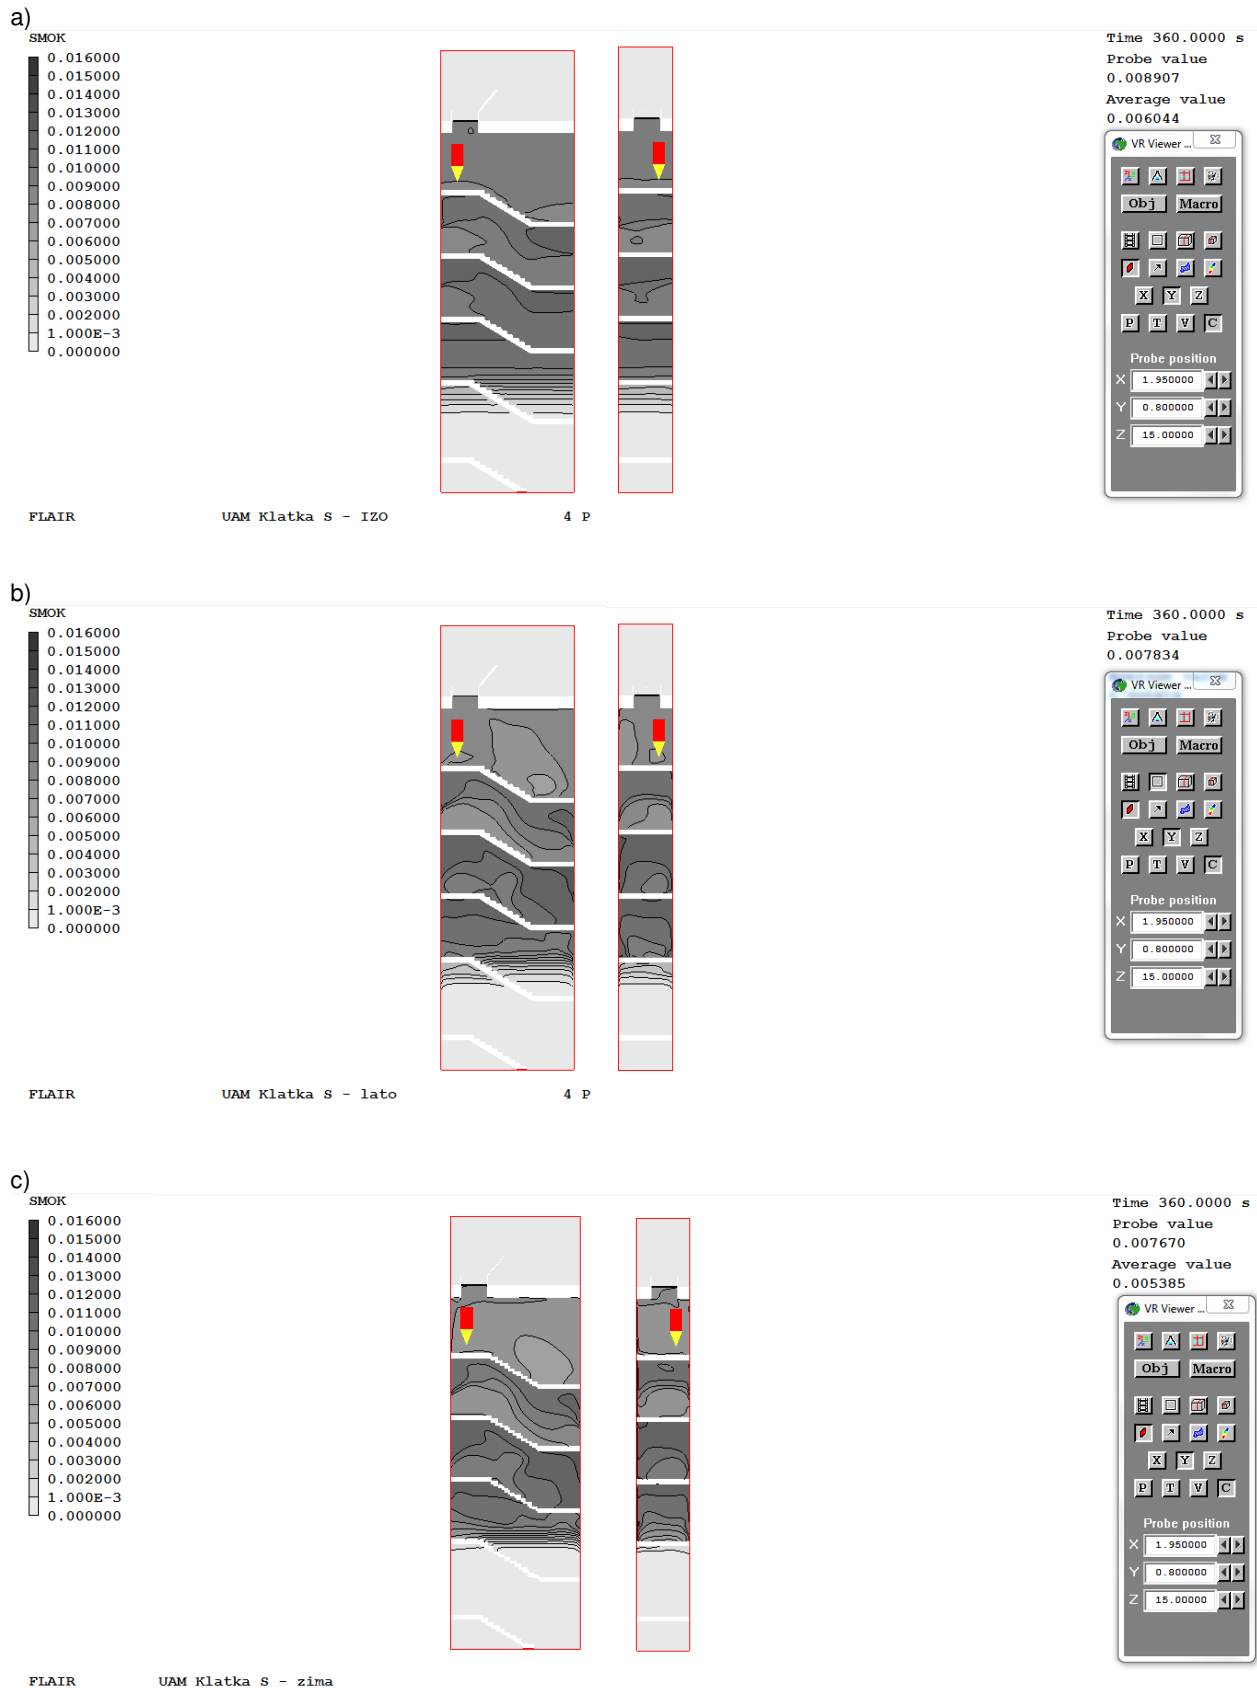 a)
SMOK
0.016000
0.015000
0.014000
0.013000
0.012000
0.011000
0.010000
0.009000
0.008000
0.007000
0.006000
0.005000
0.004000
0.003000
0.002000
1.000E-3
0.000000
Time 360.0000 s
Probe value
0.008907
Average value
0.006044
VR Viewer ...
Obj Macro
X Y Z
P T V C
Probe position
X 1.950000
Y 0.800000
Z 15.00000
FLAIR UAM Klatka S - IZO 4 P
b)
SMOK
0.016000
0.015000
0.014000
0.013000
0.012000
0.011000
0.010000
0.009000
0.008000
0.007000
0.006000
0.005000
0.004000
0.003000
0.002000
1.000E-3
0.000000
Time 360.0000 s
Probe value
0.007834
VR Viewer ...
Obj Macro
X Y Z
P T V C
Probe position
X 1.950000
Y 0.800000
Z 15.00000
FLAIR UAM Klatka S - lato 4 P
c)
SMOK
0.016000
0.015000
0.014000
0.013000
0.012000
0.011000
0.010000
0.009000
0.008000
0.007000
0.006000
0.005000
0.004000
0.003000
0.002000
1.000E-3
0.000000
Time 360.0000 s
Probe value
0.007670
Average value
0.005385
VR Viewer ...
Obj Macro
X Y Z
P T V C
Probe position
X 1.950000
Y 0.800000
Z 15.00000
FLAIR UAM Klatka S - zima